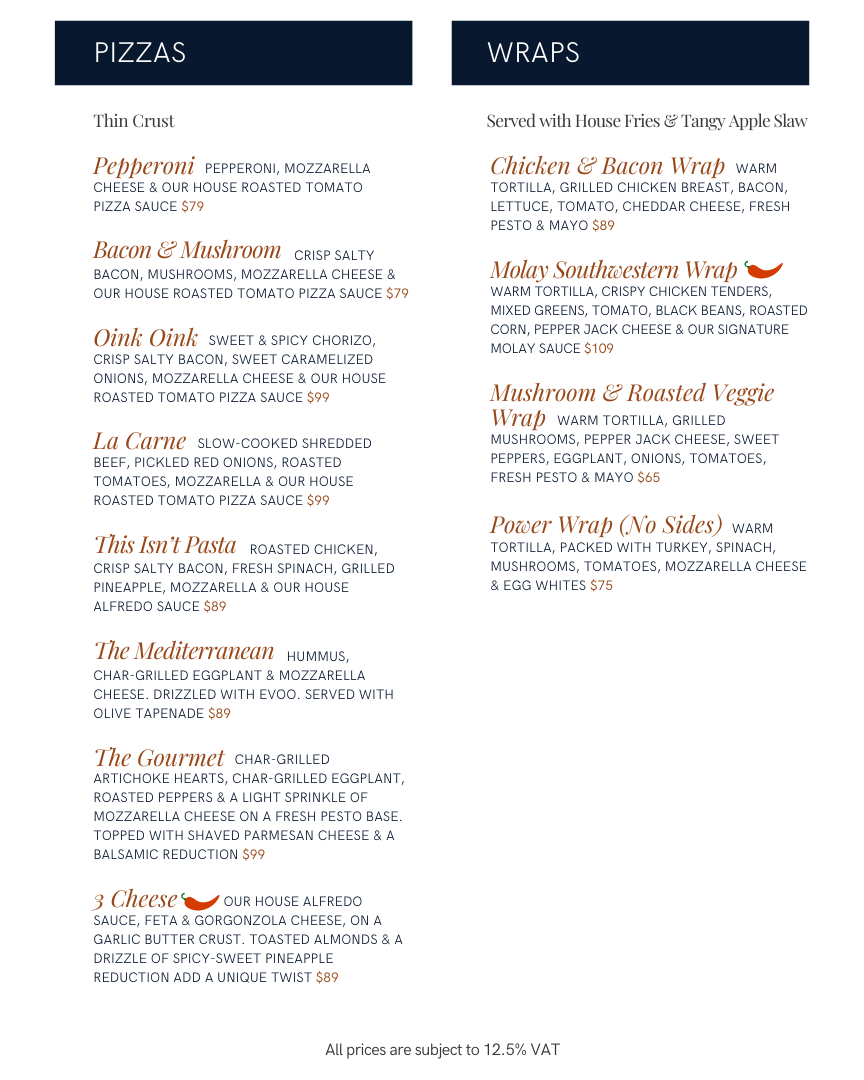 PIZZAS
Thin Crust
Pepperoni PEPPERONI, MOZZARELLA
CHEESE & OUR HOUSE ROASTED TOMATO
PIZZA SAUCE $79
Bacon & Mushroom CRISP SALTY
BACON, MUSHROOMS, MOZZARELLA CHEESE &
OUR HOUSE ROASTED TOMATO PIZZA SAUCE $79
Oink Oink SWEET & SPICY CHORIZO,
CRISP SALTY BACON, SWEET CARAMELIZED
ONIONS, MOZZARELLA CHEESE & OUR HOUSE
ROASTED TOMATO PIZZA SAUCE $99
La Carne SLOW-COOKED SHREDDED
BEEF, PICKLED RED ONIONS, ROASTED
TOMATOES, MOZZARELLA & OUR HOUSE
ROASTED TOMATO PIZZA SAUCE $99
This Isn’t Pasta ROASTED CHICKEN,
CRISP SALTY BACON, FRESH SPINACH, GRILLED
PINEAPPLE, MOZZARELLA & OUR HOUSE
ALFREDO SAUCE $89
The Mediterranean HUMMUS,
CHAR-GRILLED EGGPLANT & MOZZARELLA
CHEESE. DRIZZLED WITH EVOO. SERVED WITH
OLIVE TAPENADE $89
The Gourmet CHAR-GRILLED
ARTICHOKE HEARTS, CHAR-GRILLED EGGPLANT,
ROASTED PEPPERS & A LIGHT SPRINKLE OF
MOZZARELLA CHEESE ON A FRESH PESTO BASE.
TOPPED WITH SHAVED PARMESAN CHEESE & A
BALSAMIC REDUCTION $99
3 Cheese OUR HOUSE ALFREDO
SAUCE, FETA & GORGONZOLA CHEESE, ON A
GARLIC BUTTER CRUST. TOASTED ALMONDS & A
DRIZZLE OF SPICY-SWEET PINEAPPLE
REDUCTION ADD A UNIQUE TWIST $89
WRAPS
Served with House Fries & Tangy Apple Slaw
Chicken & Bacon Wrap WARM
TORTILLA, GRILLED CHICKEN BREAST, BACON,
LETTUCE, TOMATO, CHEDDAR CHEESE, FRESH
PESTO & MAYO $89
Molay Southwestern Wrap
WARM TORTILLA, CRISPY CHICKEN TENDERS,
MIXED GREENS, TOMATO, BLACK BEANS, ROASTED
CORN, PEPPER JACK CHEESE & OUR SIGNATURE
MOLAY SAUCE $109
Mushroom & Roasted Veggie
Wrap WARM TORTILLA, GRILLED
MUSHROOMS, PEPPER JACK CHEESE, SWEET
PEPPERS, EGGPLANT, ONIONS, TOMATOES,
FRESH PESTO & MAYO $65
Power Wrap (No Sides) WARM
TORTILLA, PACKED WITH TURKEY, SPINACH,
MUSHROOMS, TOMATOES, MOZZARELLA CHEESE
& EGG WHITES $75
All prices are subject to 12.5% VAT